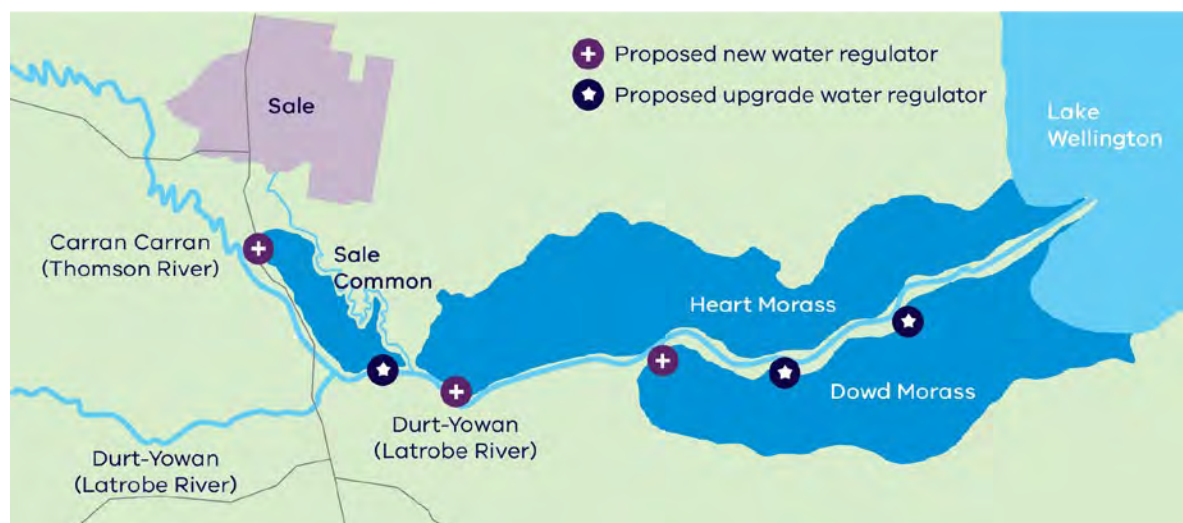 Proposed new water regulator
Proposed upgrade water regulator
Sale
Lake
Wellington
Carran Carran
(Thomson River)
Sale
Common
Heart Morass
Dowd Morass
Durt-Yowan
(Latrobe River)
Durt-Yowan
(Latrobe River)